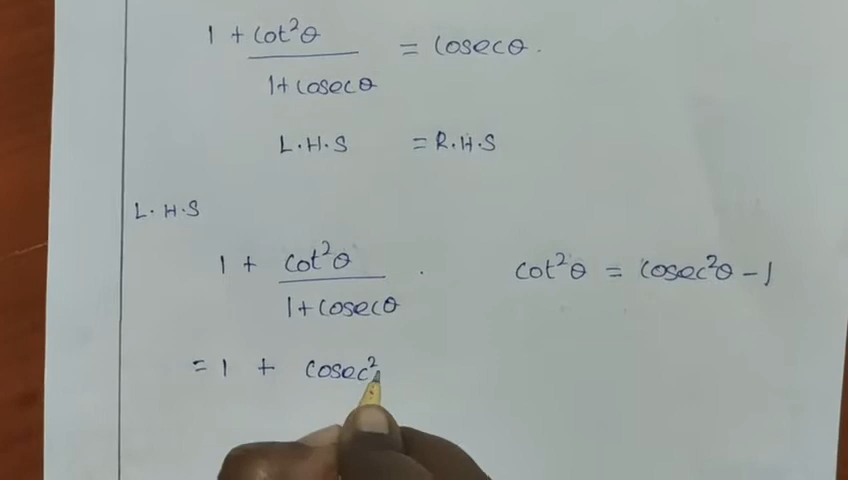 1 + cot²θ = cosecθ.
1+cosecθ
L.H.S = R.H.S
L.H.S
1 + cot²θ . cot²θ = cosec²θ - 1
1+cosecθ
= 1 + cosec²